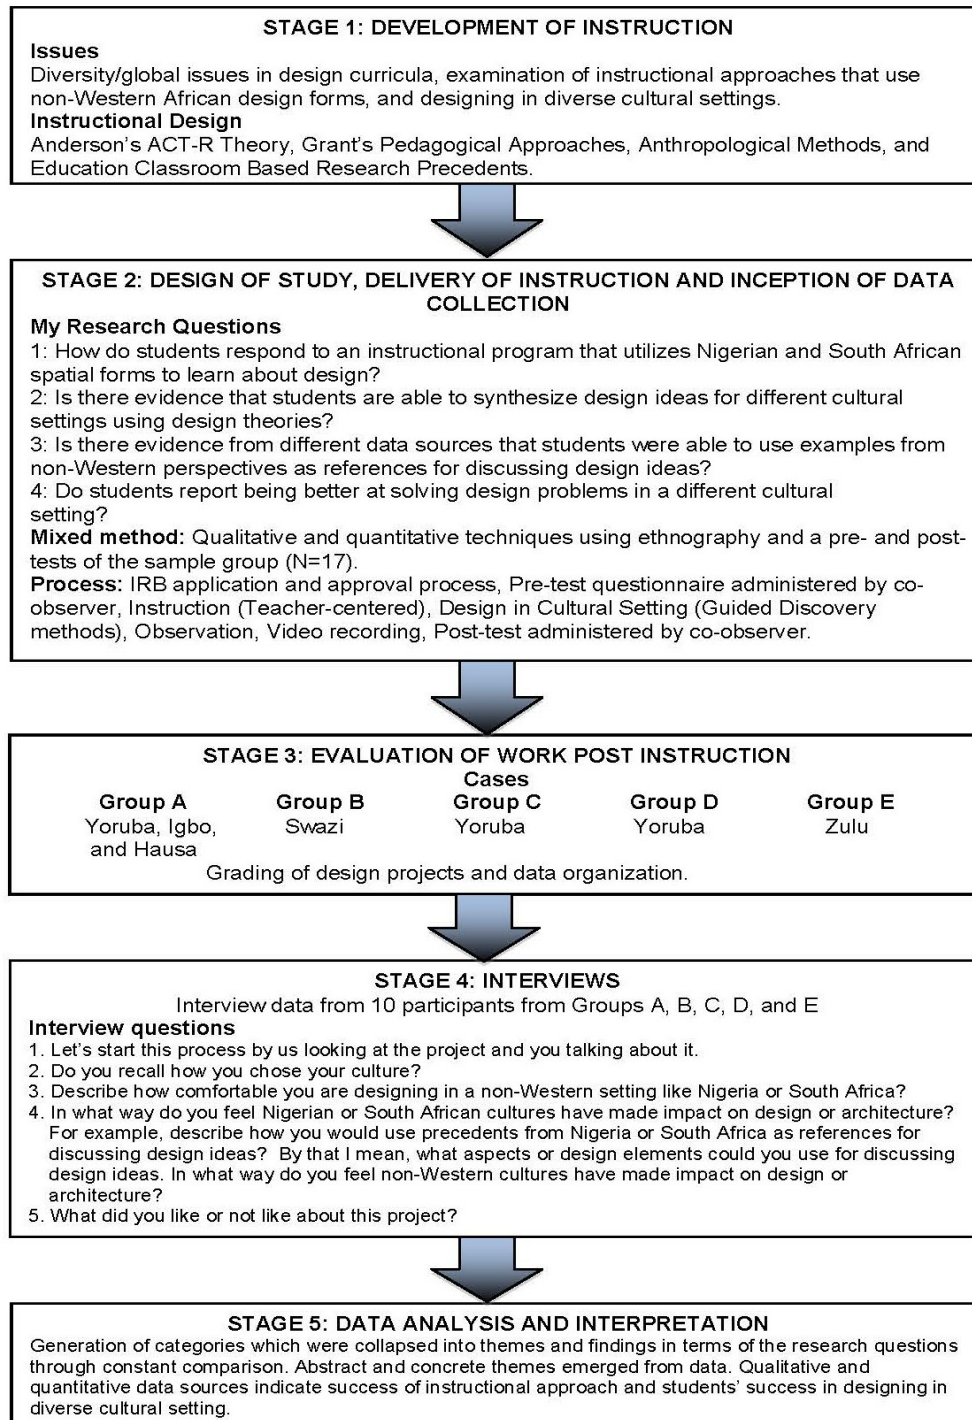 STAGE 1: DEVELOPMENT OF INSTRUCTION
Issues
Diversity/global issues in design curricula, examination of instructional approaches that use
non-Western African design forms, and designing in diverse cultural settings.
Instructional Design
Anderson's ACT-R Theory, Grant's Pedagogical Approaches, Anthropological Methods, and
Education Classroom Based Research Precedents.
STAGE 2: DESIGN OF STUDY, DELIVERY OF INSTRUCTION AND INCEPTION OF DATA
COLLECTION
My Research Questions
1: How do students respond to an instructional program that utilizes Nigerian and South African
spatial forms to learn about design?
2: Is there evidence that students are able to synthesize design ideas for different cultural
settings using design theories?
3: Is there evidence from different data sources that students were able to use examples from
non-Western perspectives as references for discussing design ideas?
4: Do students report being better at solving design problems in a different cultural
setting?
Mixed method: Qualitative and quantitative techniques using ethnography and a pre- and post-
tests of the sample group (N=17).
Process: IRB application and approval process, Pre-test questionnaire administered by co-
observer, Instruction (Teacher-centered), Design in Cultural Setting (Guided Discovery
methods), Observation, Video recording, Post-test administered by co-observer.
STAGE 3: EVALUATION OF WORK POST INSTRUCTION
Cases
Group A Group B Group C Group D Group E
Yoruba, Igbo, Swazi Yoruba Yoruba Zulu
and Hausa
Grading of design projects and data organization.
STAGE 4: INTERVIEWS
Interview data from 10 participants from Groups A, B, C, D, and E
Interview questions
1. Let's start this process by us looking at the project and you talking about it.
2. Do you recall how you chose your culture?
3. Describe how comfortable you are designing in a non-Western setting like Nigeria or South Africa?
4. In what way do you feel Nigerian or South African cultures have made impact on design or architecture?
For example, describe how you would use precedents from Nigeria or South Africa as references for
discussing design ideas? By that I mean, what aspects or design elements could you use for discussing
design ideas. In what way do you feel non-Western cultures have made impact on design or
architecture?
5. What did you like or not like about this project?
STAGE 5: DATA ANALYSIS AND INTERPRETATION
Generation of categories which were collapsed into themes and findings in terms of the research questions
through constant comparison. Abstract and concrete themes emerged from data. Qualitative and
quantitative data sources indicate success of instructional approach and students' success in designing in
diverse cultural setting.